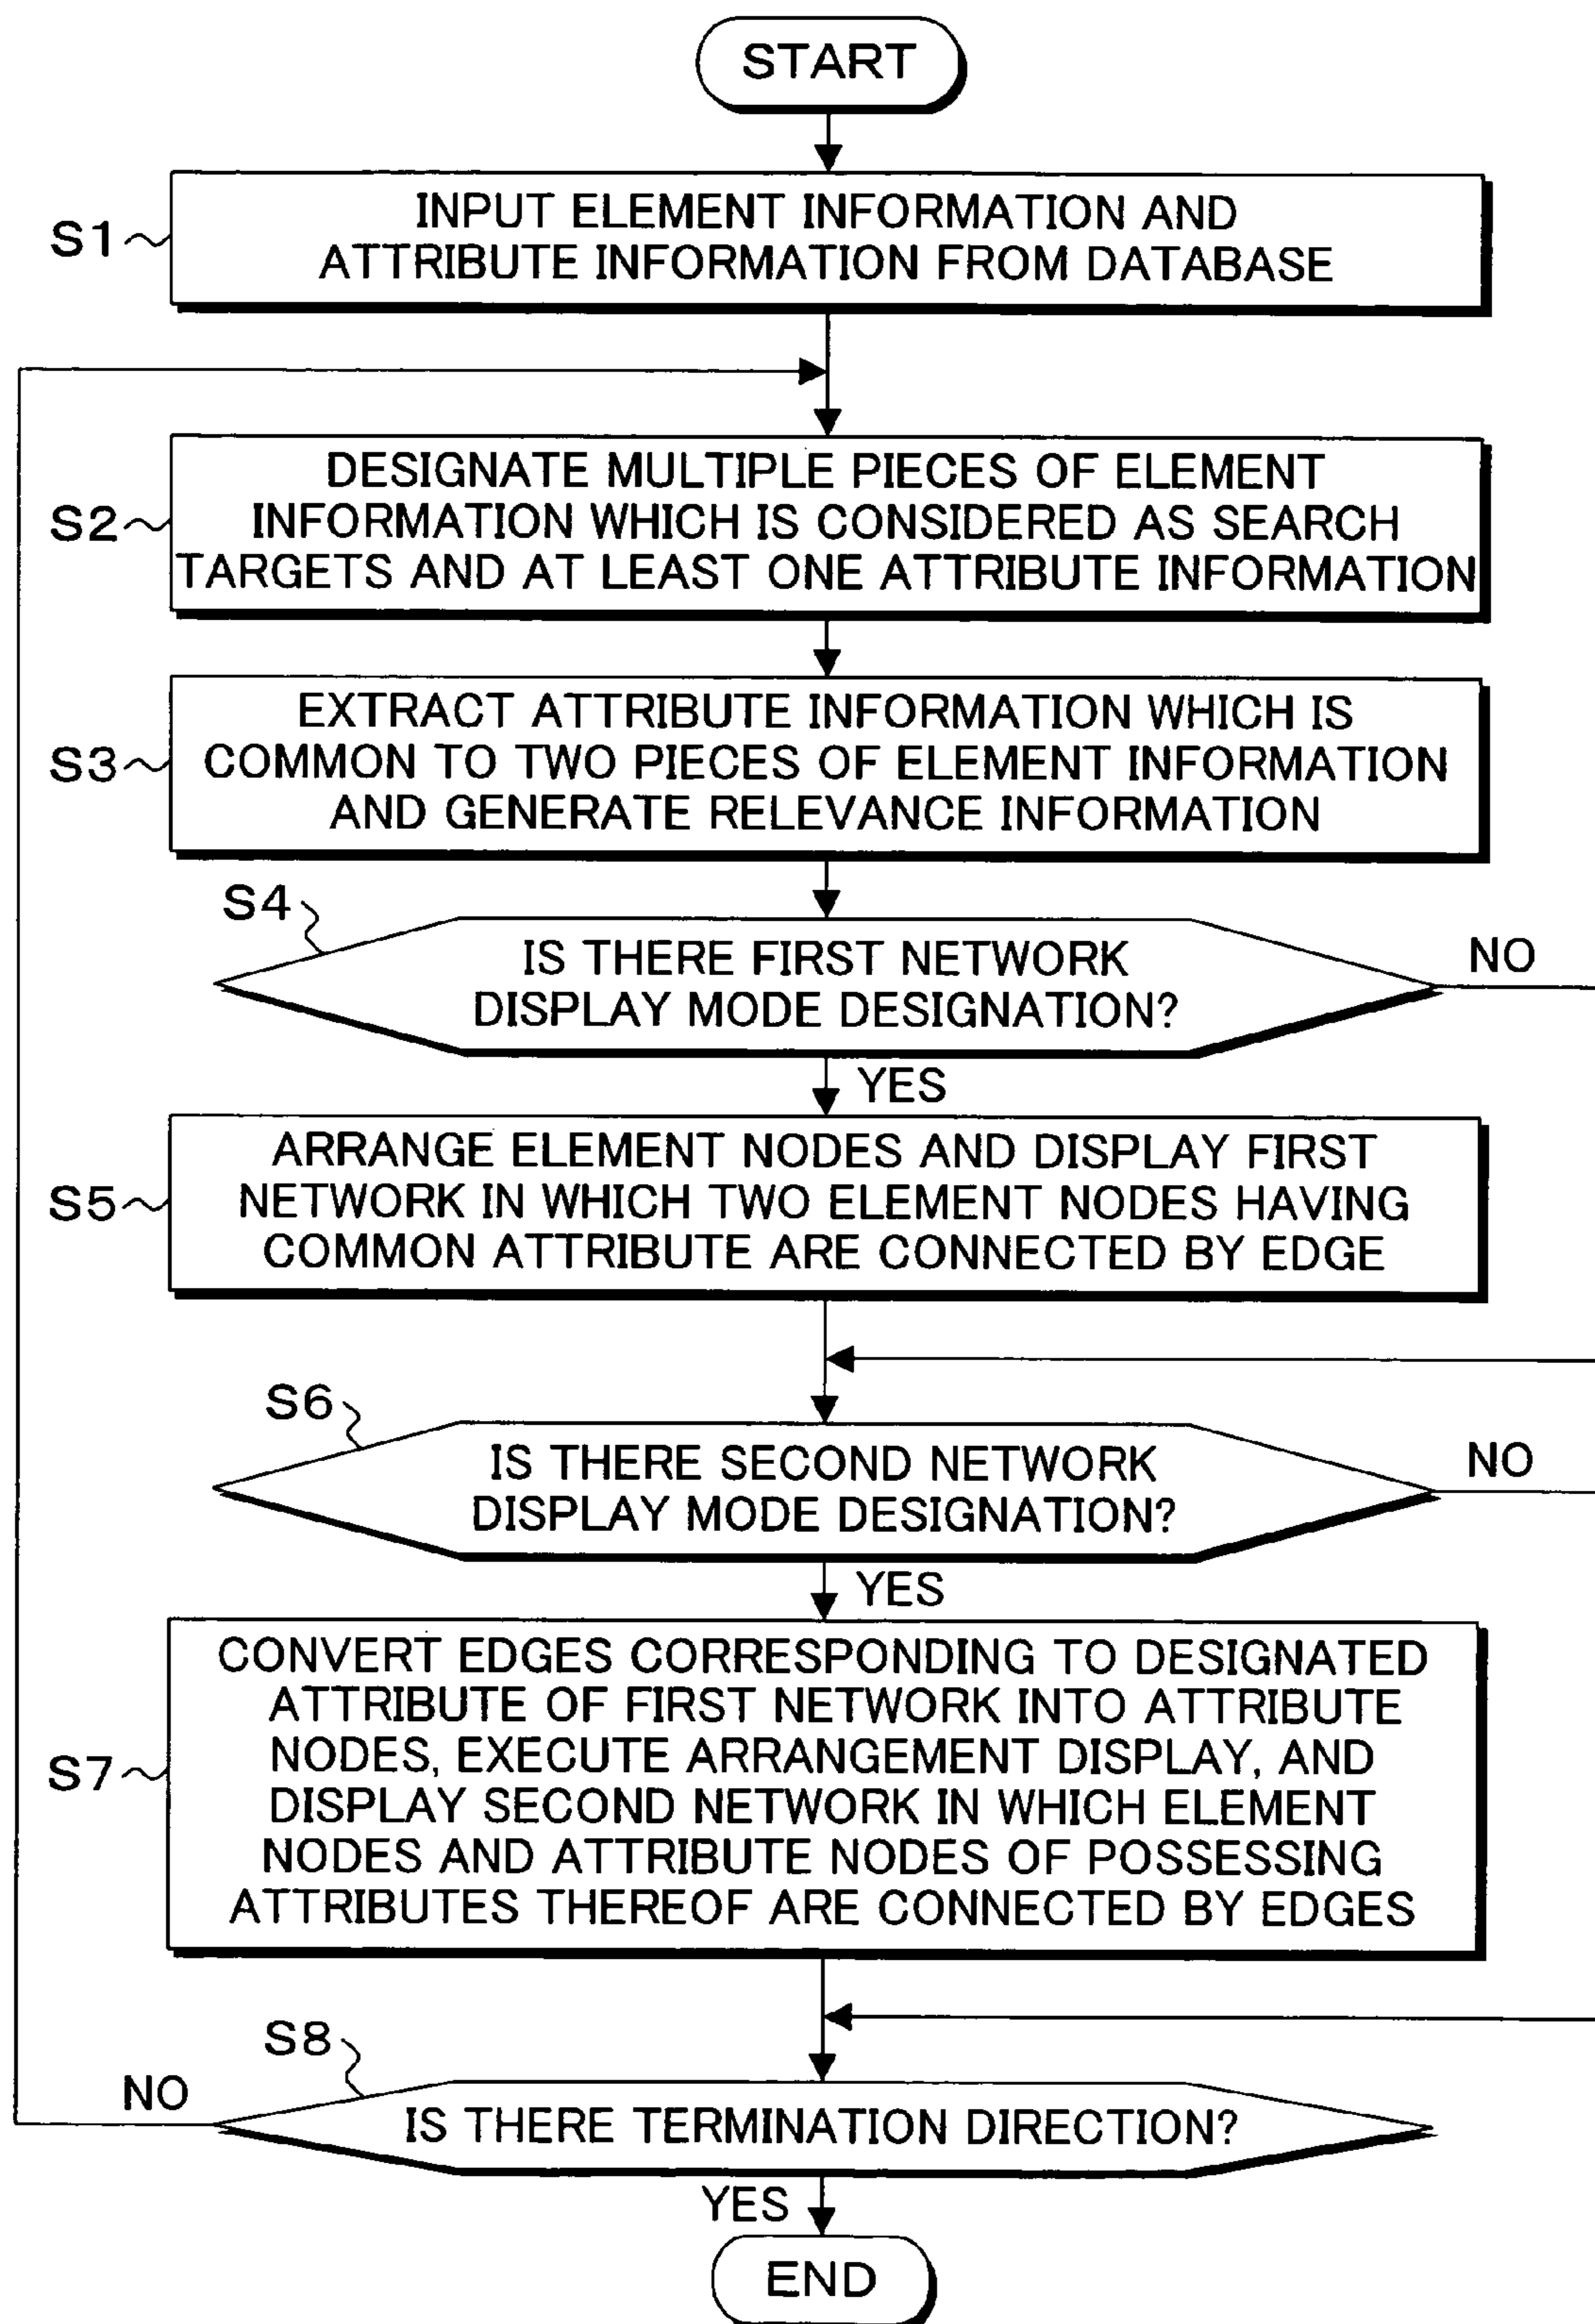 START
S1
INPUT ELEMENT INFORMATION AND
ATTRIBUTE INFORMATION FROM DATABASE
S2
DESIGNATE MULTIPLE PIECES OF ELEMENT
INFORMATION WHICH IS CONSIDERED AS SEARCH
TARGETS AND AT LEAST ONE ATTRIBUTE INFORMATION
S3
EXTRACT ATTRIBUTE INFORMATION WHICH IS
COMMON TO TWO PIECES OF ELEMENT INFORMATION
AND GENERATE RELEVANCE INFORMATION
S4
IS THERE FIRST NETWORK
DISPLAY MODE DESIGNATION?
NO
YES
S5
ARRANGE ELEMENT NODES AND DISPLAY FIRST
NETWORK IN WHICH TWO ELEMENT NODES HAVING
COMMON ATTRIBUTE ARE CONNECTED BY EDGE
S6
IS THERE SECOND NETWORK
DISPLAY MODE DESIGNATION?
NO
YES
S7
CONVERT EDGES CORRESPONDING TO DESIGNATED
ATTRIBUTE OF FIRST NETWORK INTO ATTRIBUTE
NODES, EXECUTE ARRANGEMENT DISPLAY, AND
DISPLAY SECOND NETWORK IN WHICH ELEMENT
NODES AND ATTRIBUTE NODES OF POSSESSING
ATTRIBUTES THEREOF ARE CONNECTED BY EDGES
S8
NO
IS THERE TERMINATION DIRECTION?
YES
END